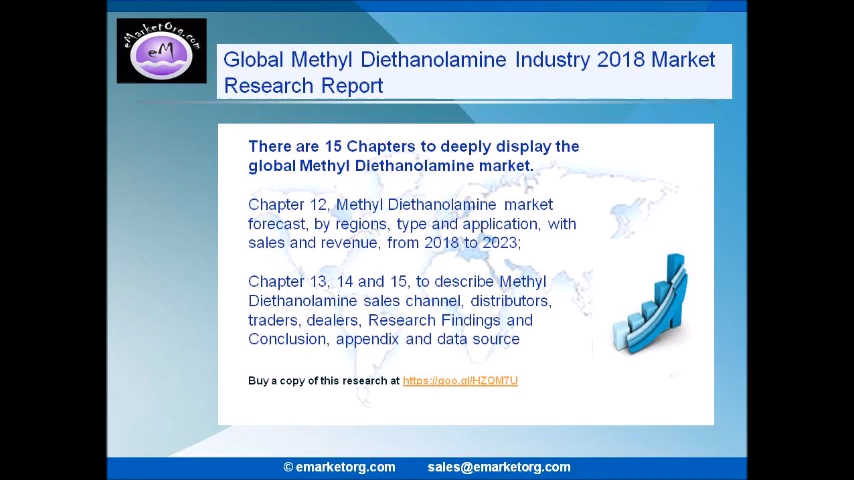 eMarketOrg.com
eM
Global Methyl Diethanolamine Industry 2018 Market
Research Report
There are 15 Chapters to deeply display the
global Methyl Diethanolamine market.
Chapter 12, Methyl Diethanolamine market
forecast, by regions, type and application, with
sales and revenue, from 2018 to 2023;
Chapter 13, 14 and 15, to describe Methyl
Diethanolamine sales channel, distributors,
traders, dealers, Research Findings and
Conclusion, appendix and data source
Buy a copy of this research at https://goo.gl/HZQM7U
© emarketorg.com sales@emarketorg.com